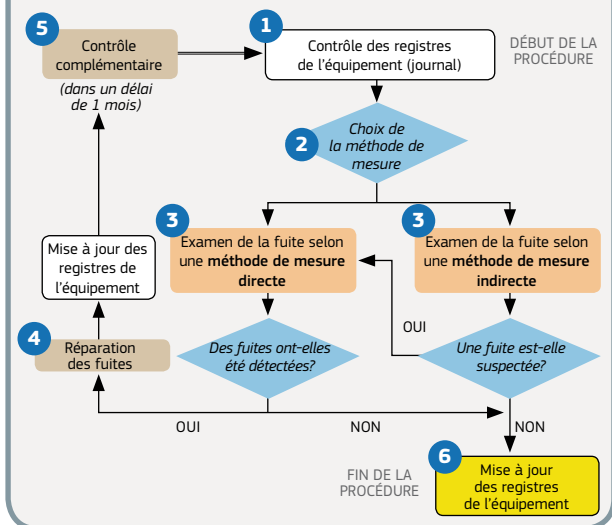 5
Contrôle
complémentaire
(dans un délai
de 1 mois)
1
Contrôle des registres
de l'équipement (journal)
DÉBUT DE LA
PROCÉDURE
2
Choix de
la méthode de
mesure
3
Examen de la fuite selon
une méthode de mesure
directe
3
Examen de la fuite selon
une méthode de mesure
indirecte
Mise à jour des
registres de
l'équipement
OUI
4
Réparation
des fuites
Des fuites ont-elles
été détectées?
Une fuite est-elle
suspectée?
OUI
NON
NON
FIN DE LA
PROCÉDURE
6
Mise à jour
des registres
de l'équipement